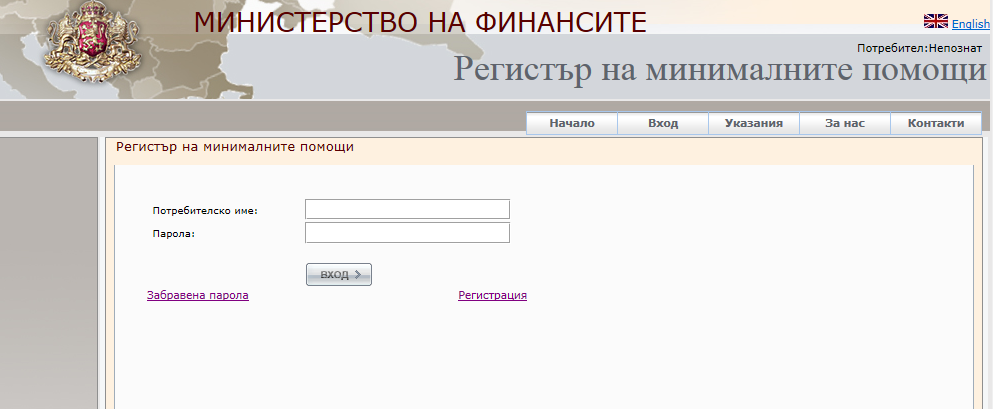 МИНИСТЕРСТВО НА ФИНАНСИТЕ
English
Потребител:Непознат
Регистър на минималните помощи
Начало Вход Указания За нас Контакти
Регистър на минималните помощи
Потребителско име:
Парола:
ВХОД
Забравена парола Регистрация